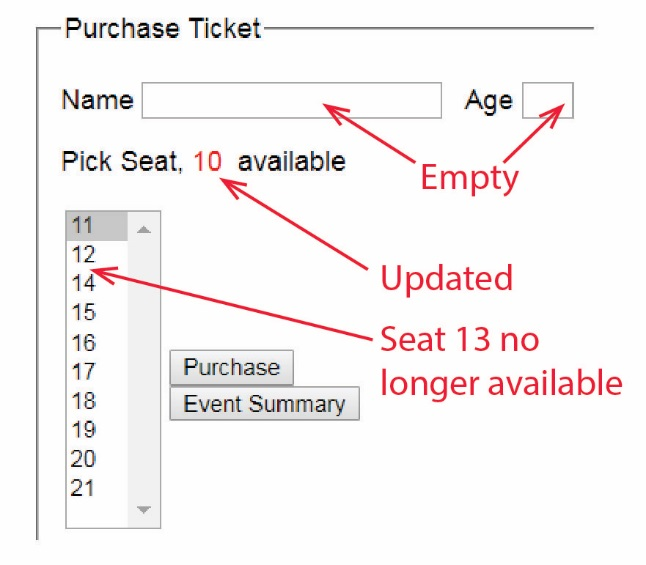 Purchase Ticket
Name Age
Empty
Pick Seat, 10 available
11
12
14
15
16
17
18
19
20
21
Updated
Seat 13 no
longer available
Purchase
Event Summary